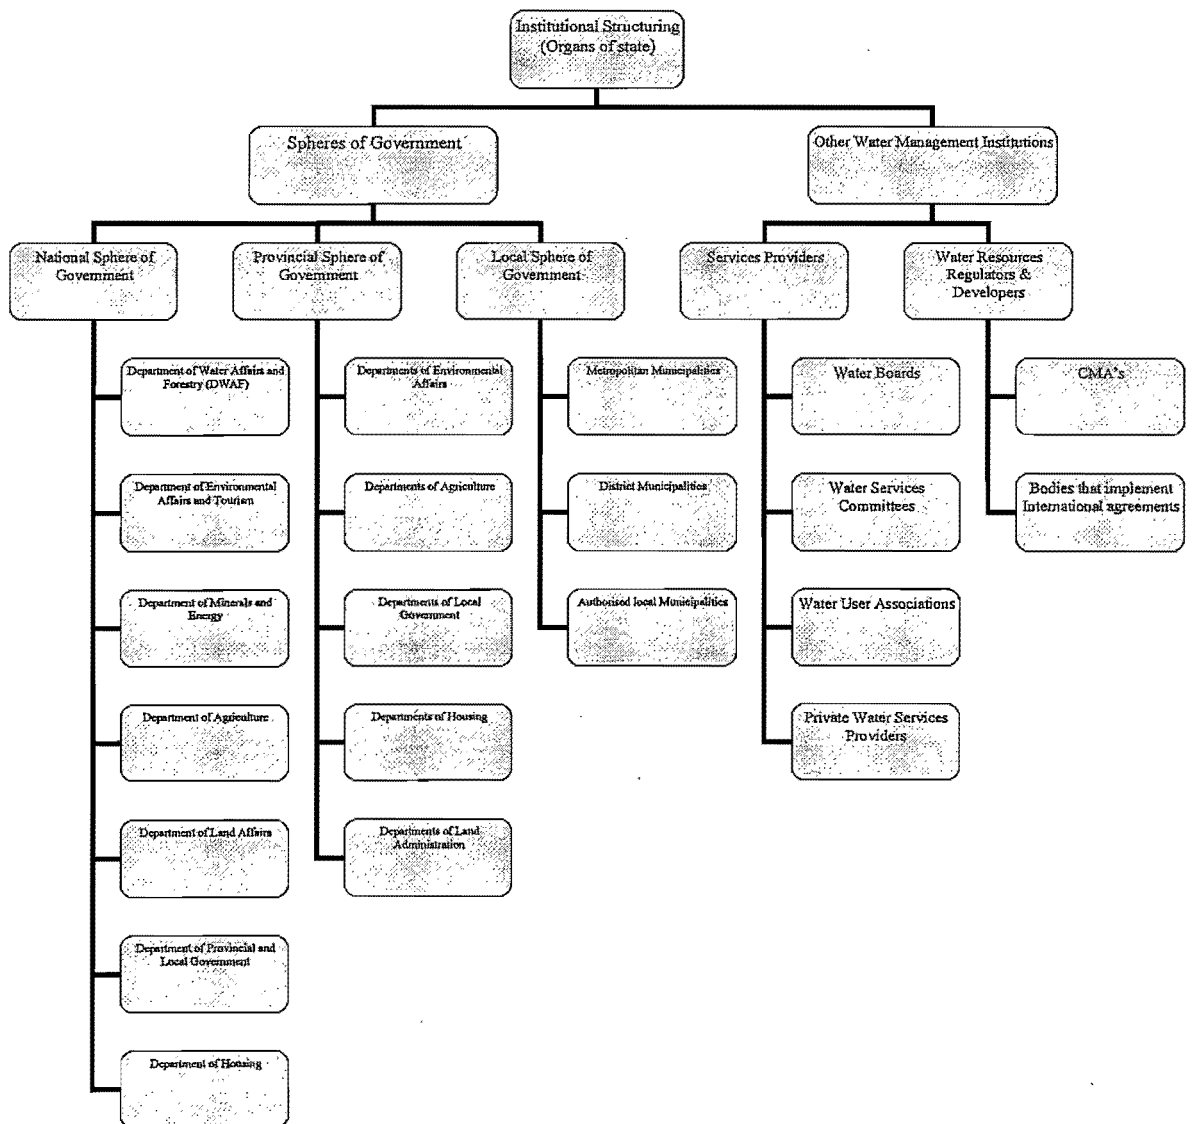 Institutional Structuring
(Organs of state)
Spheres of Government
Other Water Management Institutions
National Sphere of
Government
Provincial Sphere of
Government
Local Sphere of
Government
Services Providers
Water Resources
Regulators &
Developers
Department of Water Affairs and
Forestry (DWAF)
Departments of Environmental
Affairs
Metropolitan Municipalities
Water Boards
CMA's
Department of Environmental
Affairs and Tourism
Departments of Agriculture
District Municipalities
Water Services
Committees
Bodies that implement
International agreements
Department of Minerals and
Energy
Departments of Local
Government
Authorised local Municipalities
Water User Associations
Department of Agriculture
Departments of Housing
Private Water Services
Providers
Department of Land Affairs
Departments of Land
Administration
Department of Provincial and
Local Government
Department of Housing